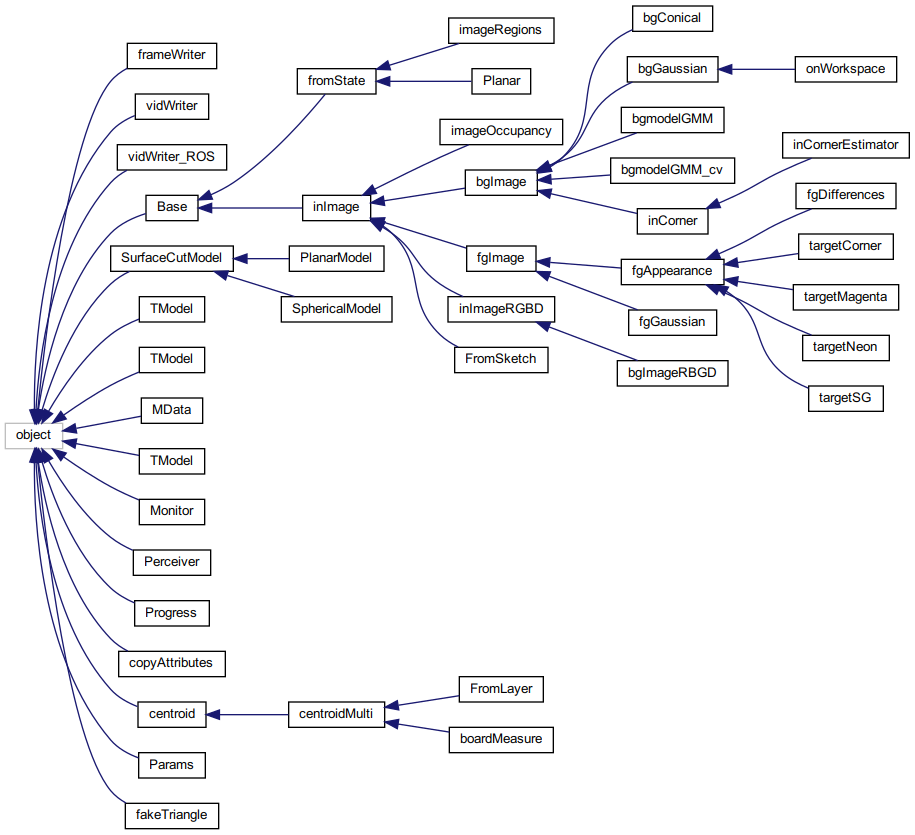 object
frameWriter
vidWriter
vidWriter_ROS
Base
SurfaceCutModel
TModel
TModel
MData
TModel
Monitor
Perceiver
Progress
copyAttributes
centroid
Params
fakeTriangle
fromState
inImage
PlanarModel
SphericalModel
centroidMulti
imageRegions
Planar
imageOccupancy
bgImage
fgImage
inImageRGBD
FromSketch
FromLayer
boardMeasure
bgConical
bgGaussian
bgmodelGMM
bgmodelGMM_cv
inCorner
fgAppearance
fgGaussian
bgImageRBGD
onWorkspace
inCornerEstimator
fgDifferences
targetCorner
targetMagenta
targetNeon
targetSG